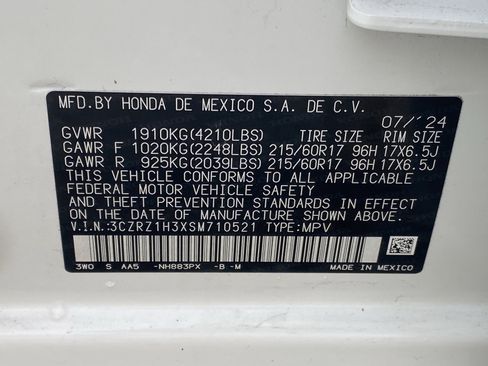 MFD.BY HONDA DE MEXICO S.A. DE C.V.
07/'24
GVWR 1910KG(4210LBS) TIRE SIZE RIM SIZE
GAWR F 1020KG(2248LBS) 215/60R17 96H 17X6.5J
GAWR R 925KG(2039LBS) 215/60R17 96H 17X6.5J
THIS VEHICLE CONFORMS TO ALL APPLICABLE
FEDERAL MOTOR VEHICLE SAFETY
AND THEFT PREVENTION STANDARDS IN EFFECT
ON THE DATE OF MANUFACTURE SHOWN ABOVE.
V.I.N.:3CZRZ1H3XSM710521 TYPE:MPV
3WO S AA5 -NH883PX -B -M MADE IN MEXICO